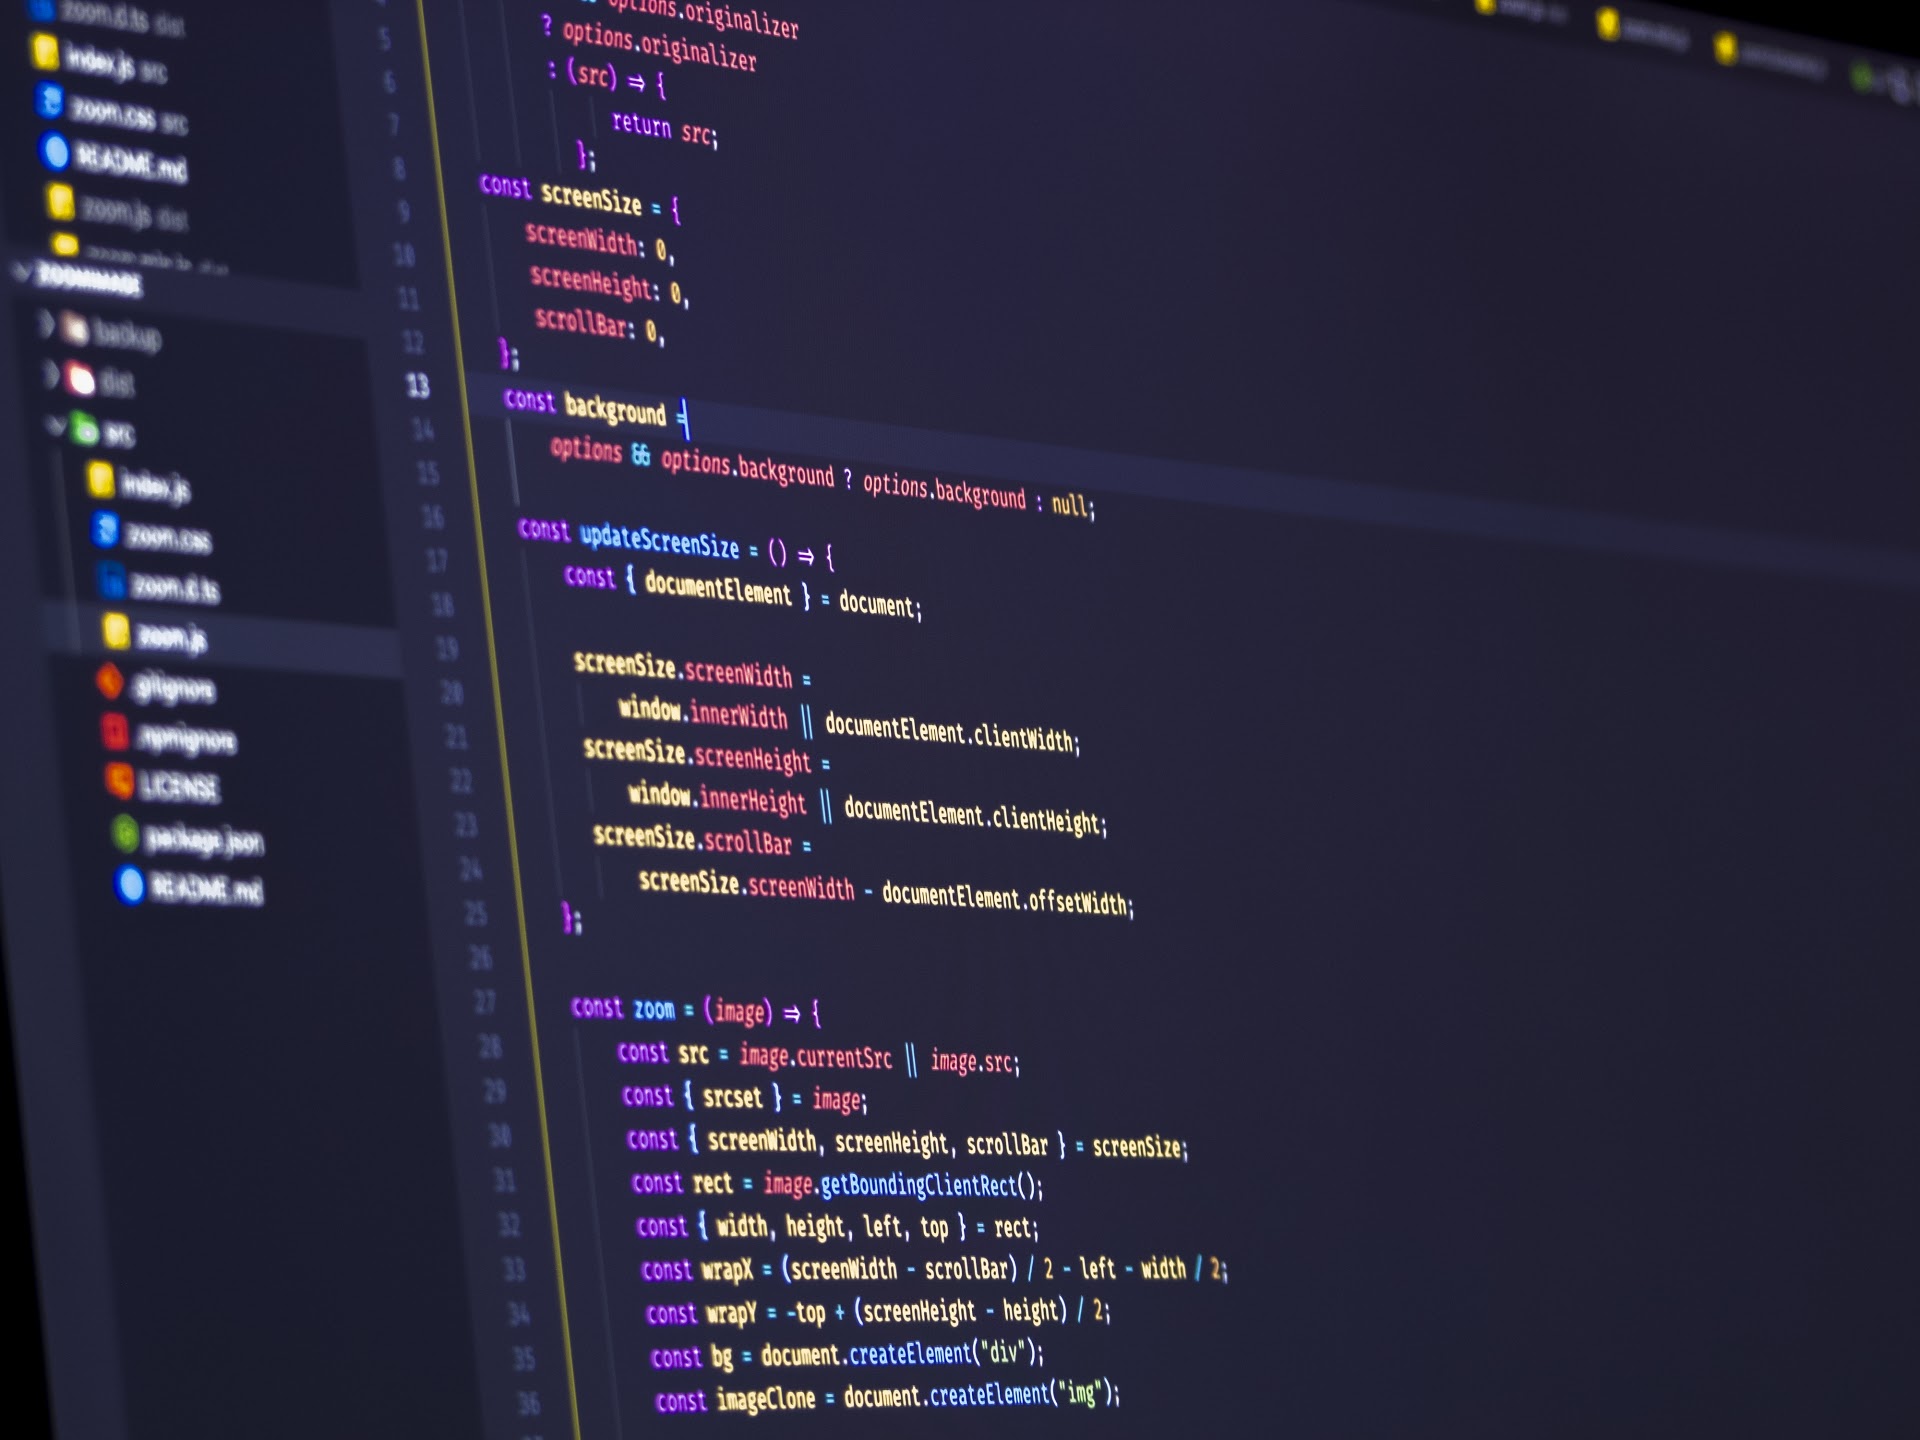 zoom.d.ts dist
index.js src
zoom.css src
README.md
zoom.js dist
ZOOMIMAGE
backup
dist
src
index.js
zoom.css
zoom.d.ts
zoom.js
.gitignore
.npmignore
LICENSE
package.json
README.md
options.originalizer
5 ? options.originalizer
6 : (src) => {
7 return src;
8 };
9 const screenSize = {
10 screenWidth: 0,
11 screenHeight: 0,
12 scrollBar: 0,
};
13 const background =
14 options && options.background ? options.background : null;
15
16 const updateScreenSize = () => {
17 const { documentElement } = document;
18
19 screenSize.screenWidth =
20 window.innerWidth || documentElement.clientWidth;
21 screenSize.screenHeight =
22 window.innerHeight || documentElement.clientHeight;
23 screenSize.scrollBar =
24 screenSize.screenWidth - documentElement.offsetWidth;
25 };
26
27 const zoom = (image) => {
28 const src = image.currentSrc || image.src;
29 const { srcset } = image;
30 const { screenWidth, screenHeight, scrollBar } = screenSize;
31 const rect = image.getBoundingClientRect();
32 const { width, height, left, top } = rect;
33 const wrapX = (screenWidth - scrollBar) / 2 - left - width / 2;
34 const wrapY = -top + (screenHeight - height) / 2;
35 const bg = document.createElement("div");
36 const imageClone = document.createElement("img");